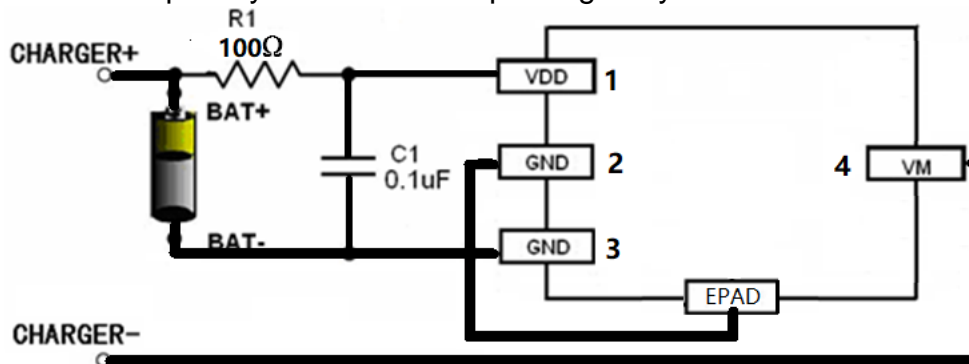 R1
100Ω
CHARGER+
BAT+
VDD 1
C1
0.1uF
GND 2
4 VM
BAT-
GND 3
EPAD
CHARGER-